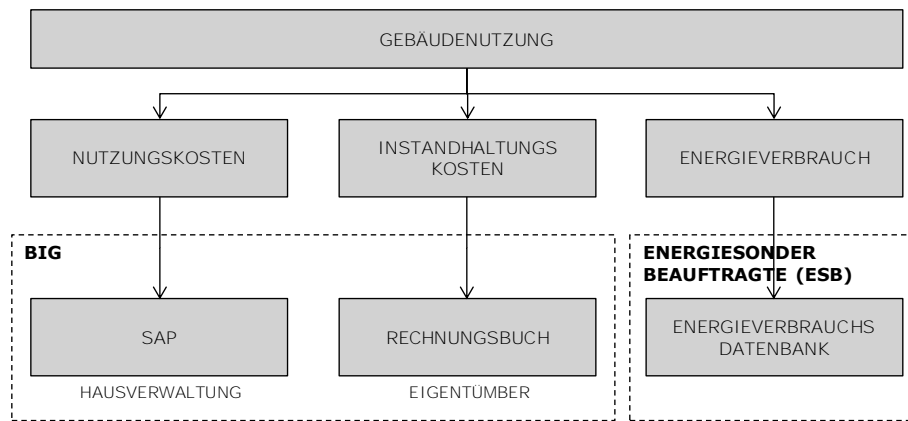 GEBÄUDENUTZUNG
NUTZUNGSKOSTEN
INSTANDHALTUNGS
KOSTEN
ENERGIEVERBRAUCH
BIG
ENERGIESONDER
BEAUFTRAGTE (ESB)
SAP
RECHNUNGSBUCH
ENERGIEVERBRAUCHS
DATENBANK
HAUSVERWALTUNG
EIGENTÜMBER